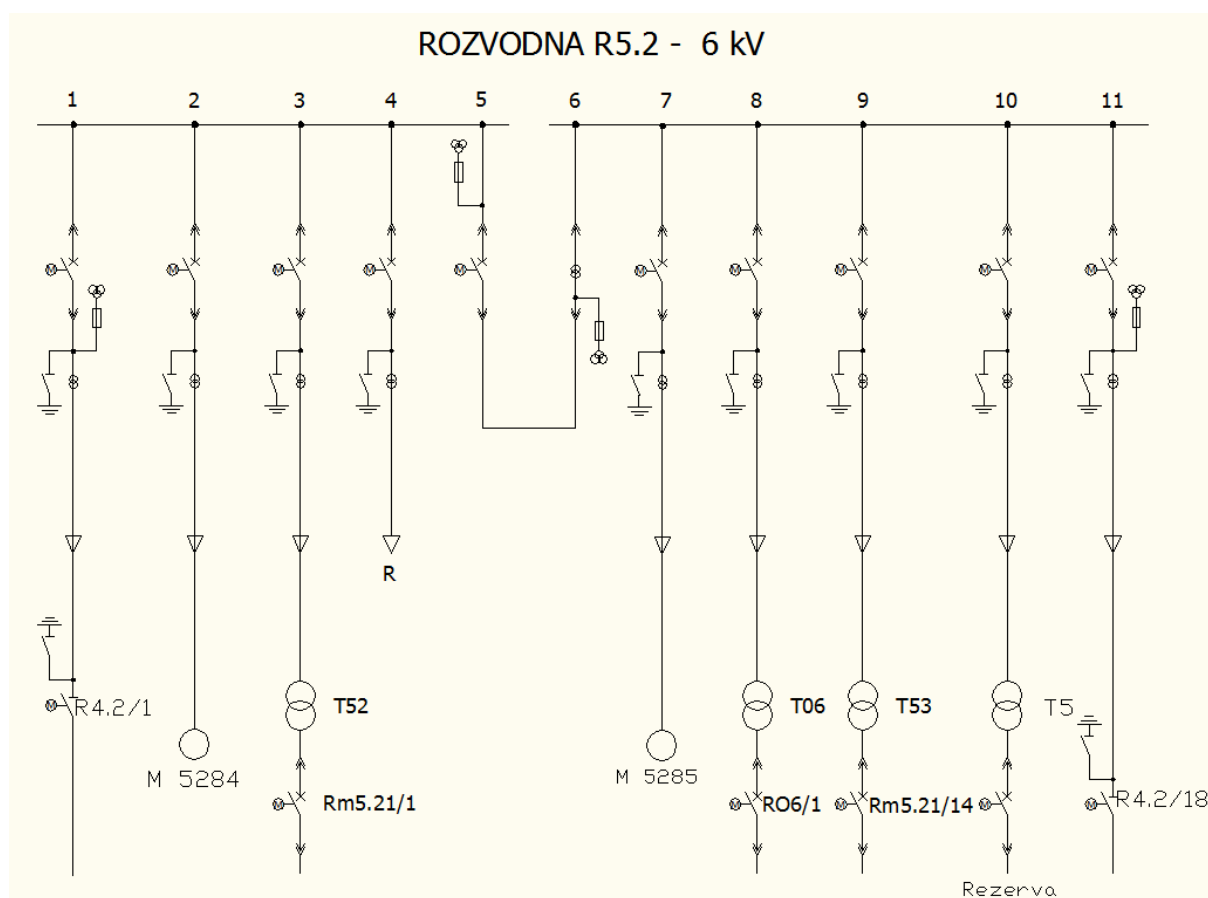 ROZVODNA R5.2 - 6 kV
1 2 3 4 5 6 7 8 9 10 11
M M M M M M M M M M
R
T52 T06 T53 T5
M R4.2/1
M 5284 M 5285
M Rm5.21/1 M RO6/1 M Rm5.21/14 M M R4.2/18
Rezerva